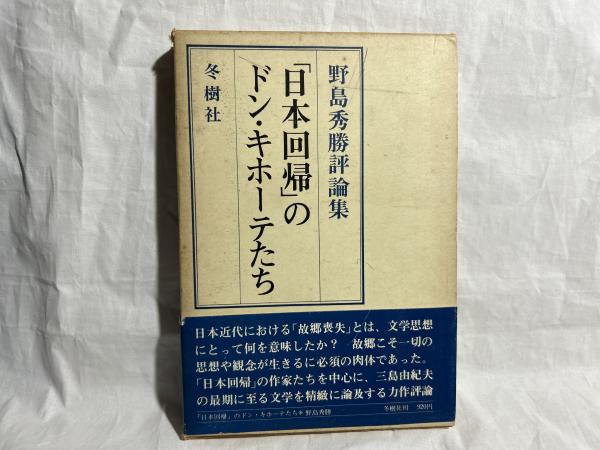 野島秀勝評論集
「日本回帰」の
ドン・キホーテたち
冬樹社
日本近代における「故郷喪失」とは、文学思想
にとって何を意味したか？ 故郷こそ一切の
思想や観念が生きるに必須の肉体であった。
「日本回帰」の作家たちを中心に、三島由紀夫
の最期に至る文学を精緻に論及する力作評論
「日本回帰」のドン・キホーテたち＊野島秀勝
冬樹社刊 920円